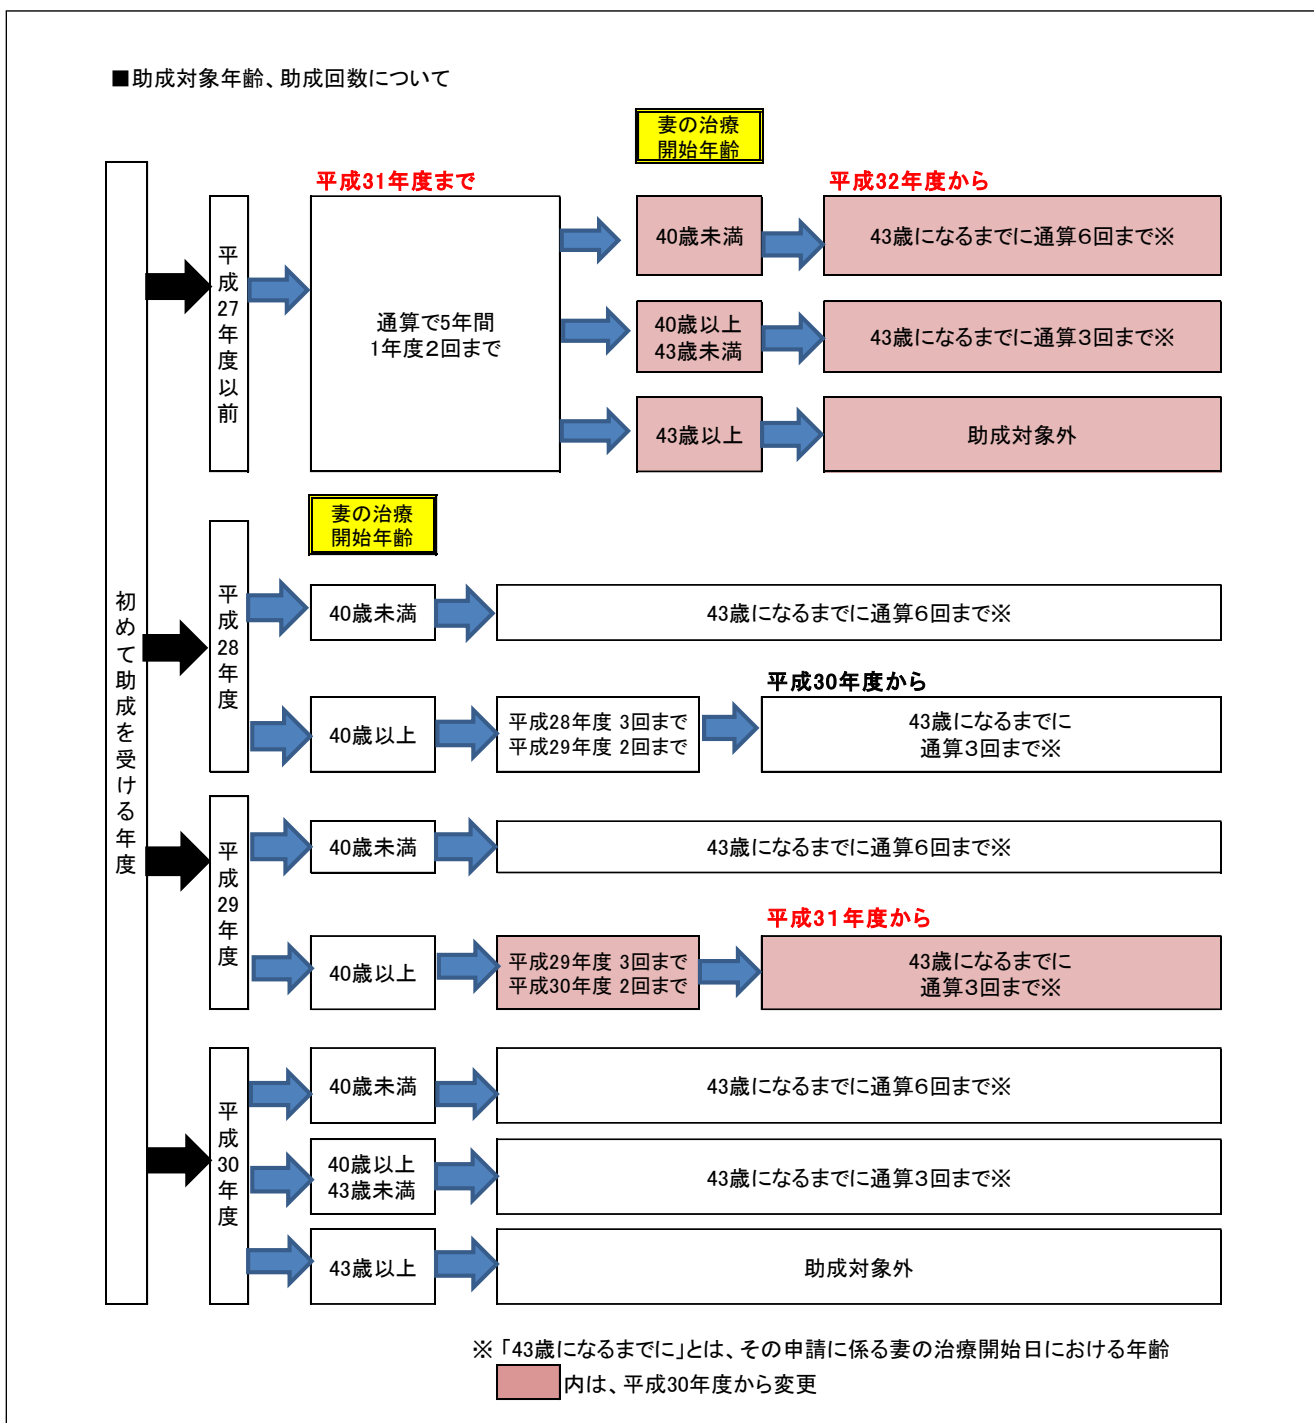 ■助成対象年齢、助成回数について
初めて助成を受ける年度
平成27年度以前
平成31年度まで
通算で5年間
1年度2回まで
妻の治療
開始年齢
平成32年度から
40歳未満
43歳になるまでに通算6回まで※
40歳以上
43歳未満
43歳になるまでに通算3回まで※
43歳以上
助成対象外
平成28年度
妻の治療
開始年齢
40歳未満
43歳になるまでに通算6回まで※
40歳以上
平成28年度 3回まで
平成29年度 2回まで
平成30年度から
43歳になるまでに
通算3回まで※
平成29年度
40歳未満
43歳になるまでに通算6回まで※
40歳以上
平成29年度 3回まで
平成30年度 2回まで
平成31年度から
43歳になるまでに
通算3回まで※
平成30年度
40歳未満
43歳になるまでに通算6回まで※
40歳以上
43歳未満
43歳になるまでに通算3回まで※
43歳以上
助成対象外
※「43歳になるまでに」とは、その申請に係る妻の治療開始日における年齢
内は、平成30年度から変更